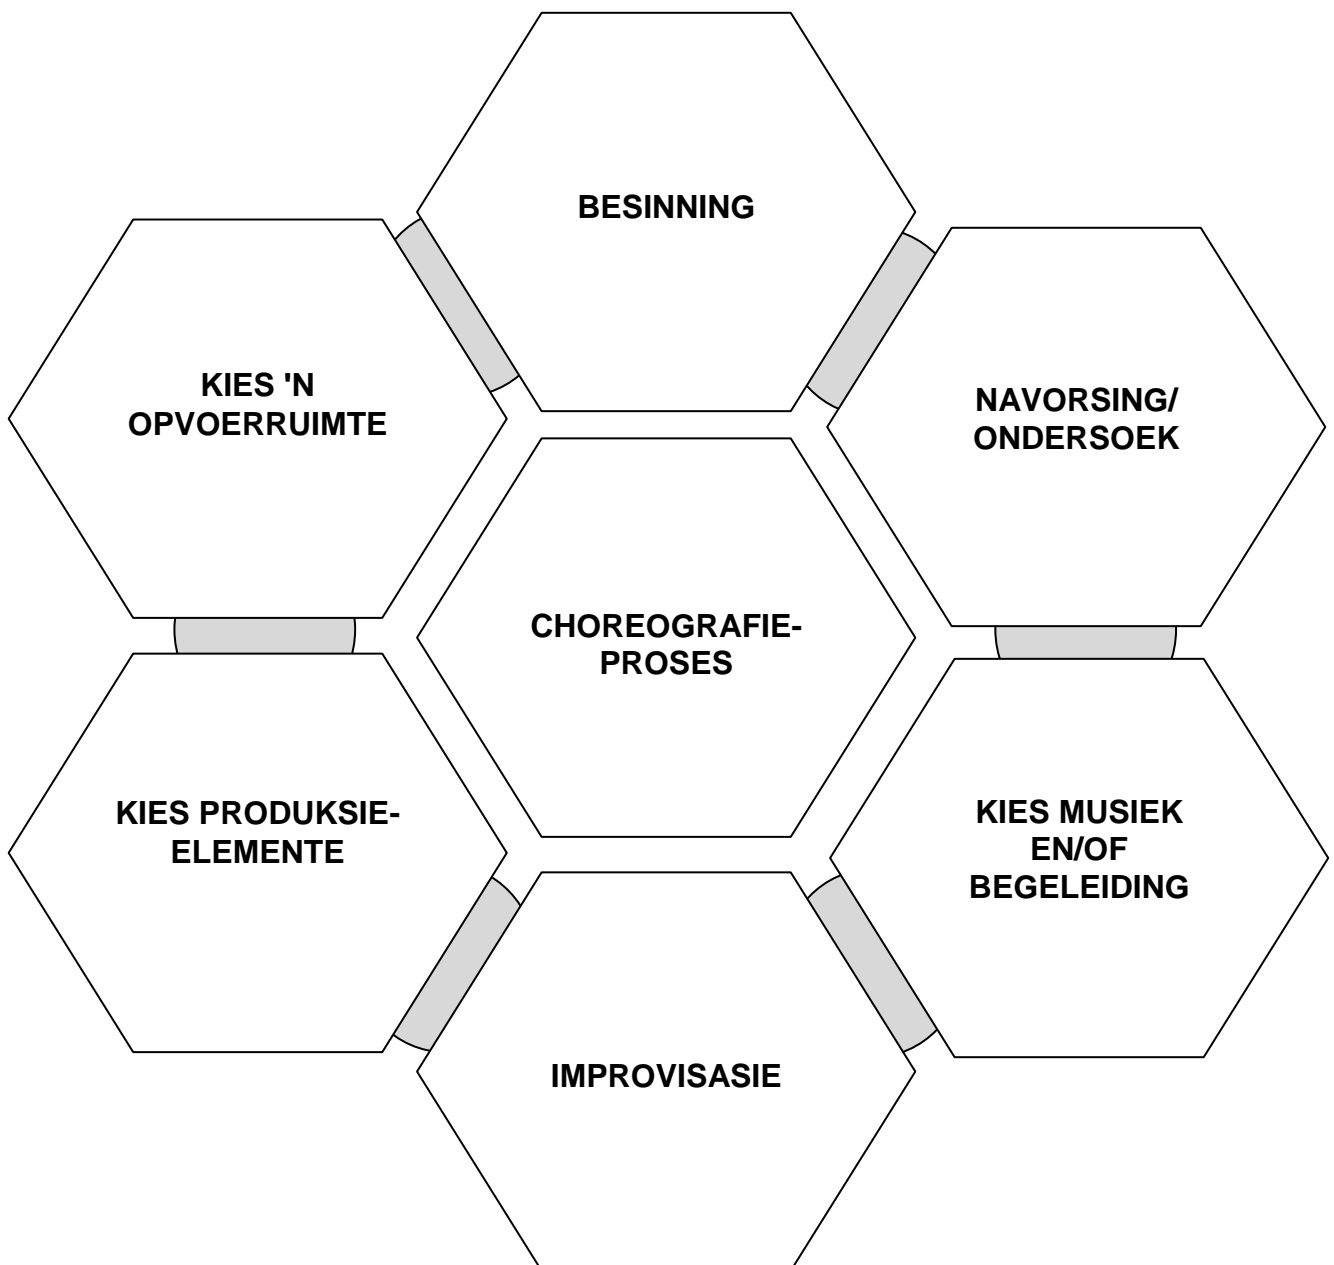 BESINNING
KIES 'N
OPVOERRUIMTE
NAVORSING/
ONDERSOEK
CHOREOGRAFIE-
PROSES
KIES PRODUKSIE-
ELEMENTE
KIES MUSIEK
EN/OF
BEGELEIDING
IMPROVISASIE